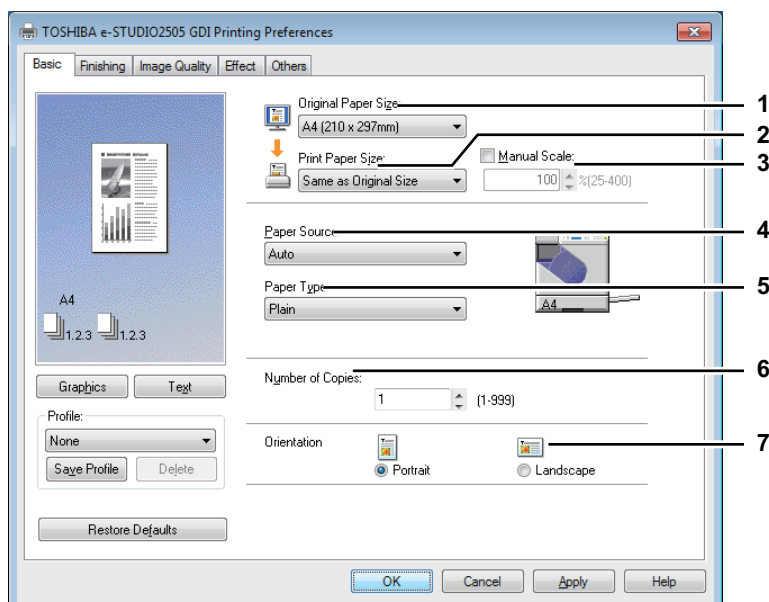 TOSHIBA e-STUDIO2505 GDI Printing Preferences
Basic Finishing Image Quality Effect Others
Original Paper Size:
A4 (210 x 297mm)
Print Paper Size:
Same as Original Size
Manual Scale:
100 %(25-400)
Paper Source
Auto
Paper Type
Plain
A4
A4
1.2.3 1.2.3
Graphics Text
Number of Copies:
1 (1-999)
Profile:
None
Save Profile Delete
Orientation
Portrait Landscape
Restore Defaults
OK Cancel Apply Help
1
2
3
4
5
6
7